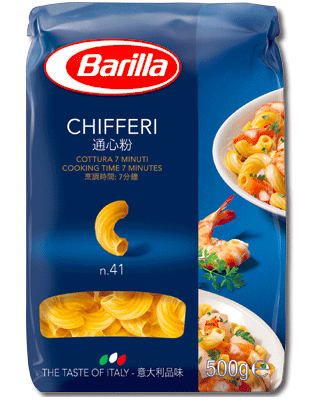 Barilla
CHIFFERI
通心粉
COTTURA 7 MINUTI
COOKING TIME 7 MINUTES
烹調時間: 7分鐘
n.41
500g℮
THE TASTE OF ITALY - 意大利品味